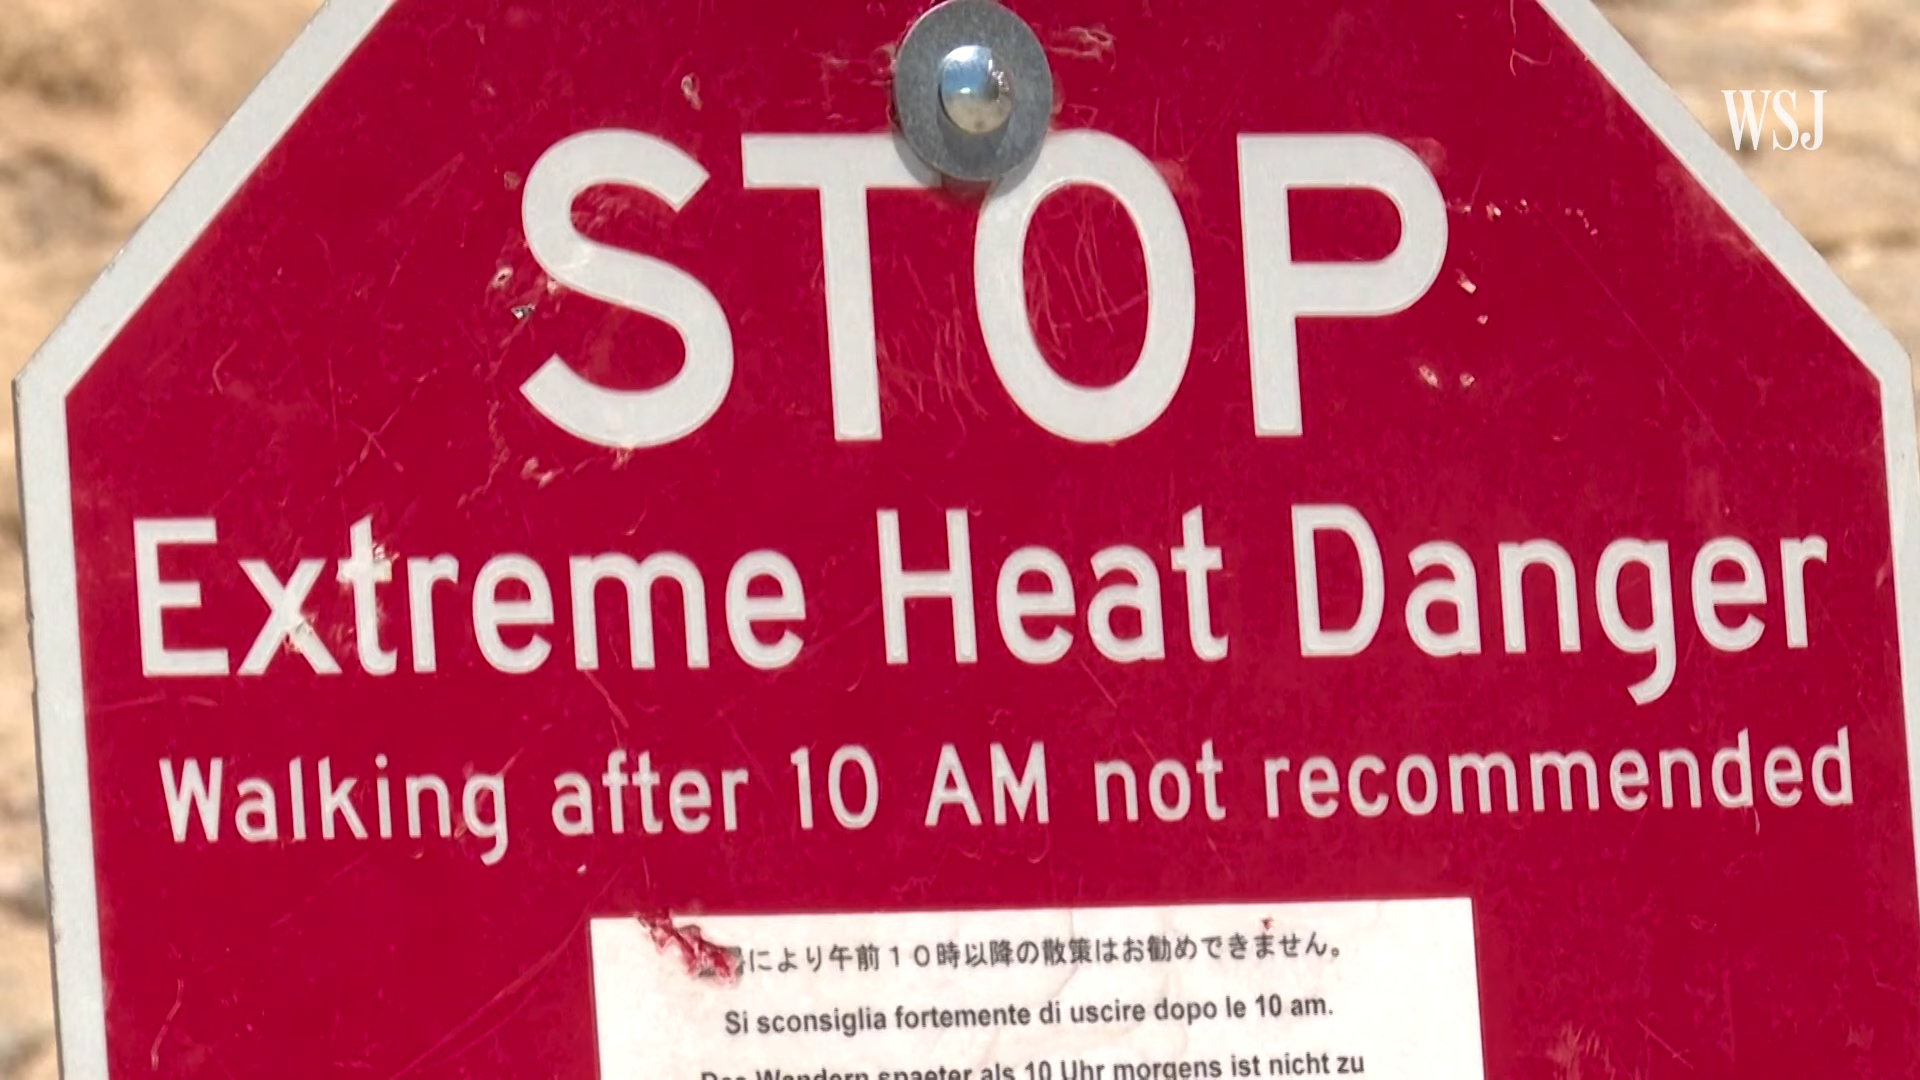 WSJ
STOP
Extreme Heat Danger
Walking after 10 AM not recommended
により午前10時以降の散策はお勧めできません。
Si sconsiglia fortemente di uscire dopo le 10 am.
Das Wandern spaeter als 10 Uhr morgens ist nicht zu